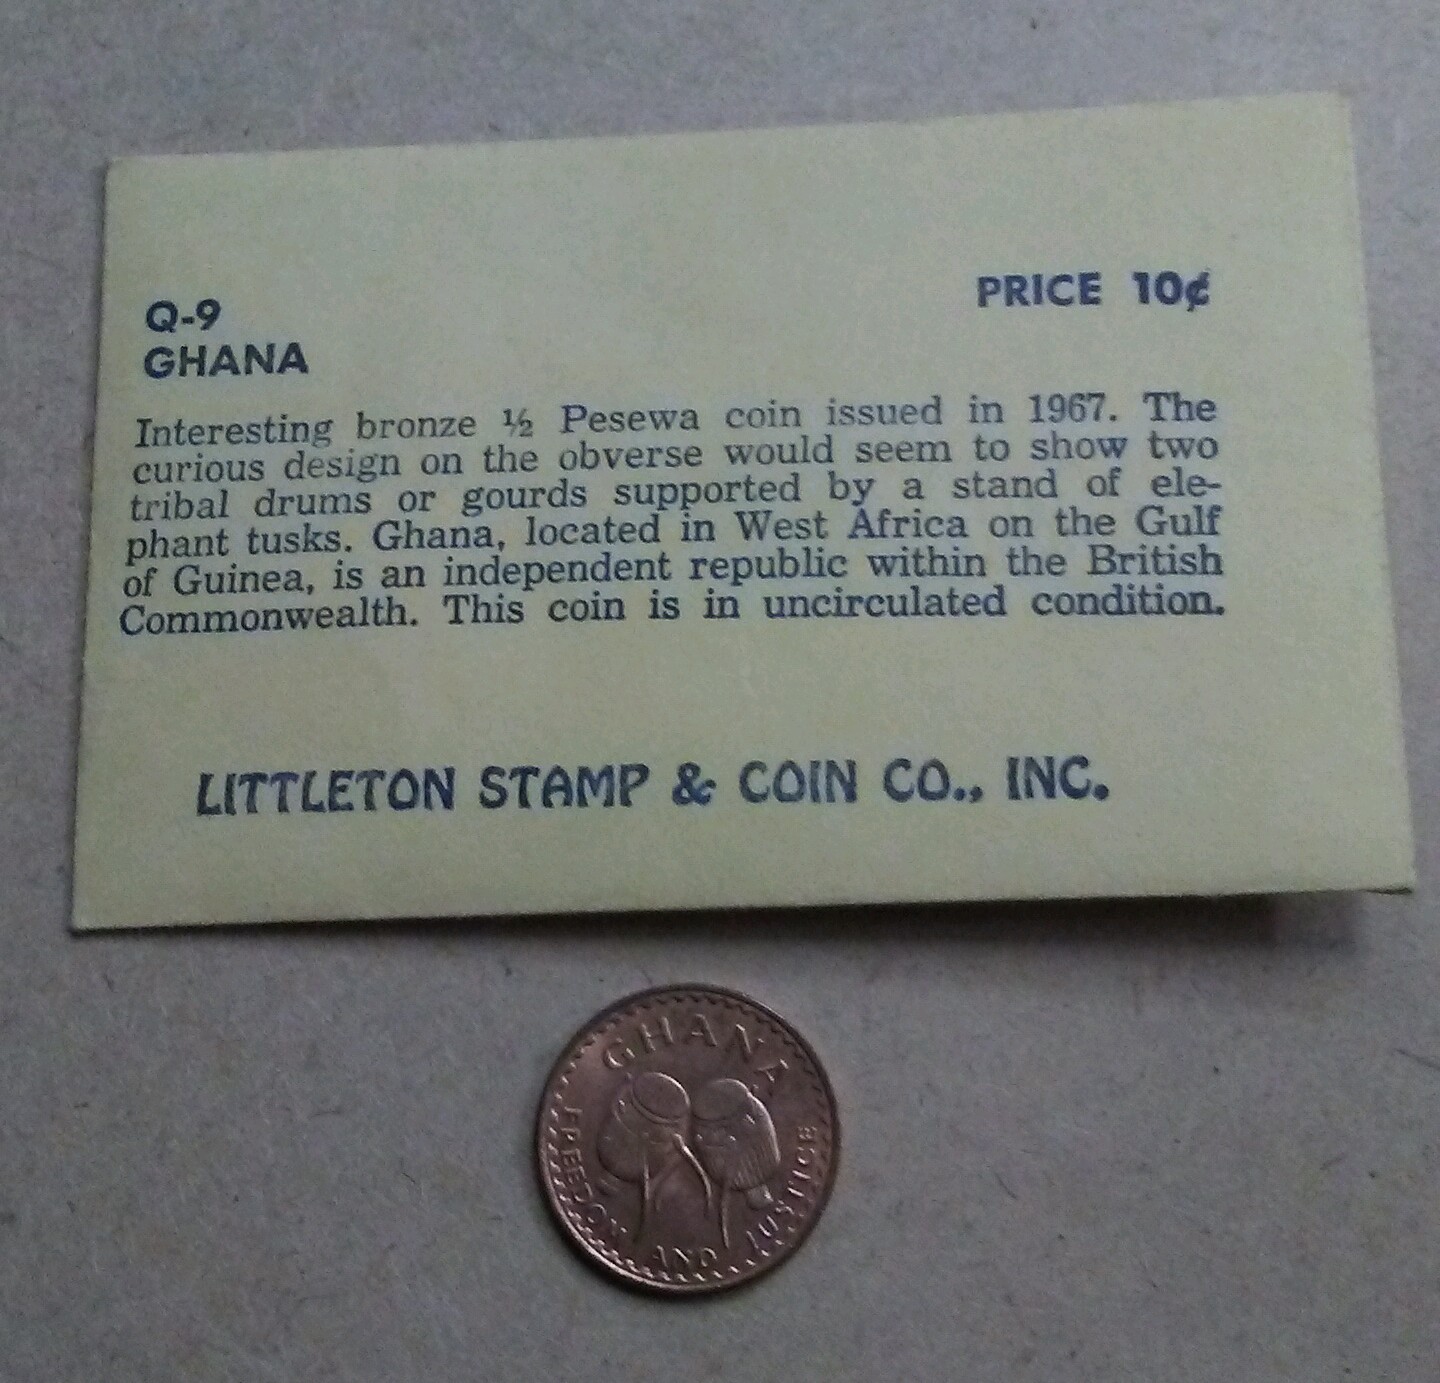 PRICE 10¢
Q-9
GHANA
Interesting bronze ½ Pesewa coin issued in 1967. The
curious design on the obverse would seem to show two
tribal drums or gourds supported by a stand of ele-
phant tusks. Ghana, located in West Africa on the Gulf
of Guinea, is an independent republic within the British
Commonwealth. This coin is in uncirculated condition.
LITTLETON STAMP & COIN CO., INC.
GHANA
FREEDOM AND JUSTICE